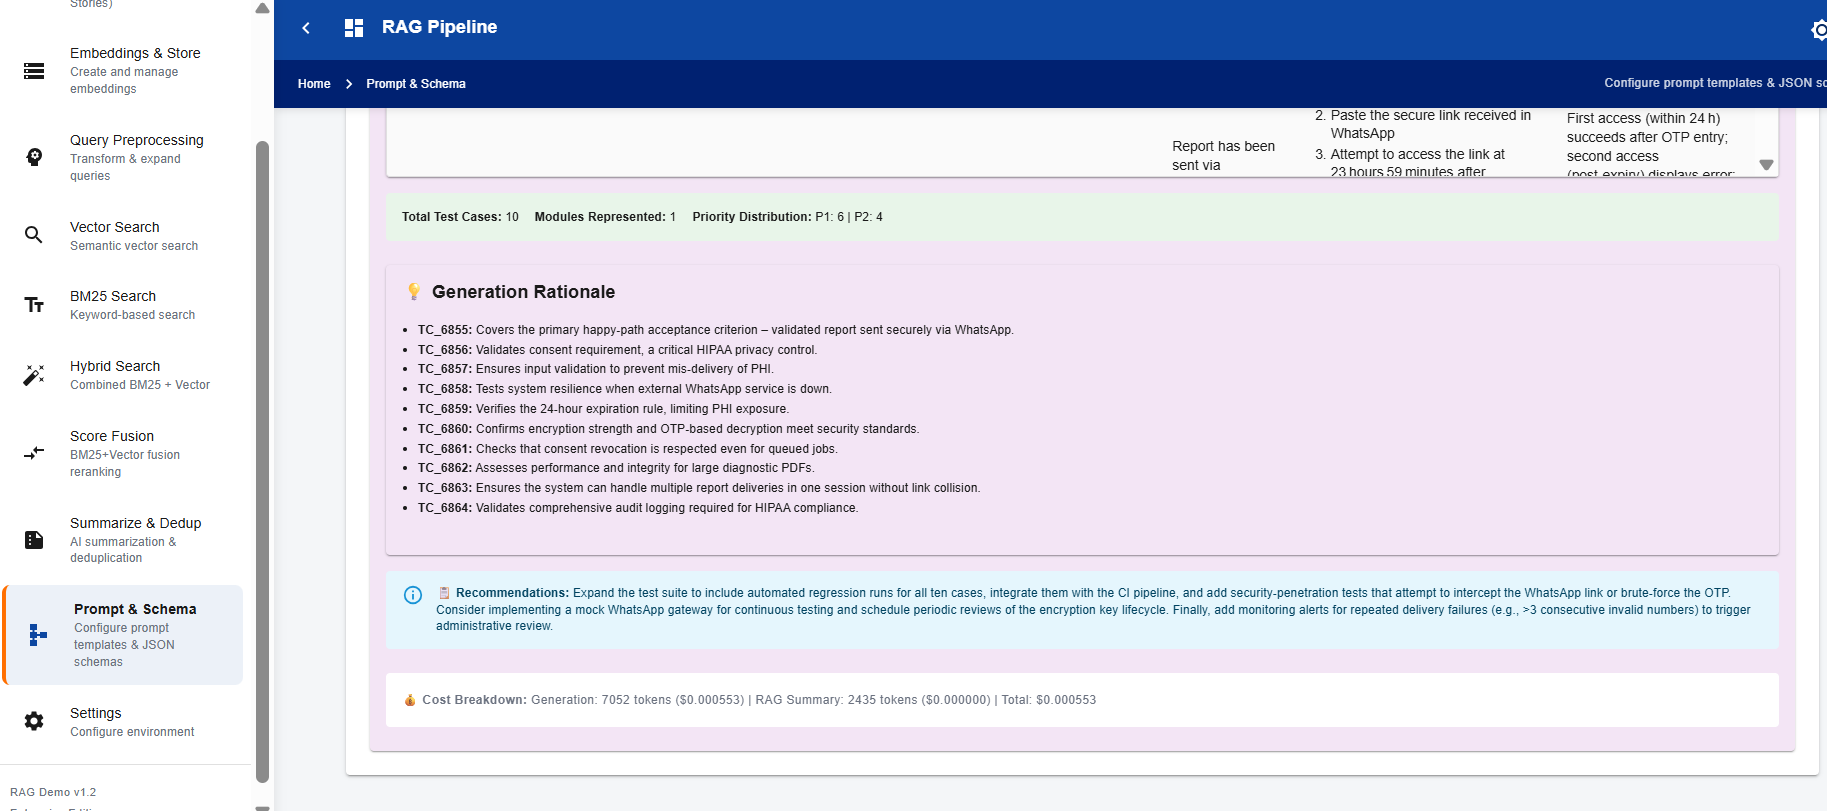 Stories)
Embeddings & Store
Create and manage
embeddings
Query Preprocessing
Transform & expand
queries
Vector Search
Semantic vector search
BM25 Search
Keyword-based search
Hybrid Search
Combined BM25 + Vector
Score Fusion
BM25+Vector fusion
reranking
Summarize & Dedup
AI summarization &
deduplication
Prompt & Schema
Configure prompt
templates & JSON
schemas
Settings
Configure environment
RAG Demo v1.2
RAG Pipeline
Home
Prompt & Schema
Configure prompt templates & JSON sc
Report has been
sent via
2. Paste the secure link received in
WhatsApp
3. Attempt to access the link at
23 hours 59 minutes after
First access (within 24 h)
succeeds after OTP entry;
second access
(post-expiry) displays error;
Total Test Cases: 10 Modules Represented: 1 Priority Distribution: P1: 6 | P2: 4
💡 Generation Rationale
• TC_6855: Covers the primary happy-path acceptance criterion – validated report sent securely via WhatsApp.
• TC_6856: Validates consent requirement, a critical HIPAA privacy control.
• TC_6857: Ensures input validation to prevent mis-delivery of PHI.
• TC_6858: Tests system resilience when external WhatsApp service is down.
• TC_6859: Verifies the 24-hour expiration rule, limiting PHI exposure.
• TC_6860: Confirms encryption strength and OTP-based decryption meet security standards.
• TC_6861: Checks that consent revocation is respected even for queued jobs.
• TC_6862: Assesses performance and integrity for large diagnostic PDFs.
• TC_6863: Ensures the system can handle multiple report deliveries in one session without link collision.
• TC_6864: Validates comprehensive audit logging required for HIPAA compliance.
📋 Recommendations: Expand the test suite to include automated regression runs for all ten cases, integrate them with the CI pipeline, and add security-penetration tests that attempt to intercept the WhatsApp link or brute-force the OTP.
Consider implementing a mock WhatsApp gateway for continuous testing and schedule periodic reviews of the encryption key lifecycle. Finally, add monitoring alerts for repeated delivery failures (e.g., >3 consecutive invalid numbers) to trigger
administrative review.
💰 Cost Breakdown: Generation: 7052 tokens ($0.000553) | RAG Summary: 2435 tokens ($0.000000) | Total: $0.000553